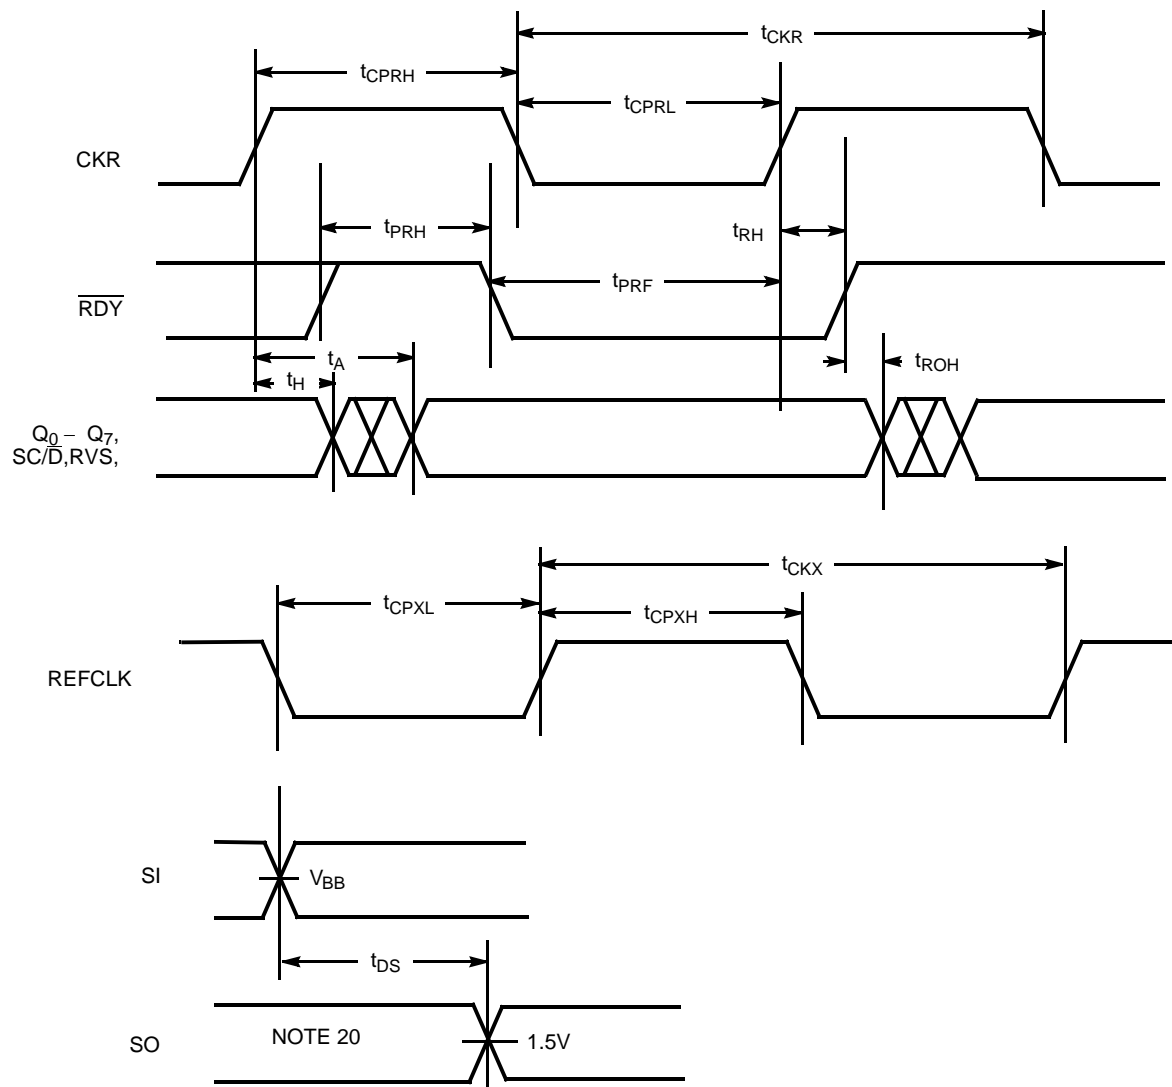 tCKR
tCPRH
tCPRL
CKR
tPRH
tRH
tPRF
RDY
tA
tROH
tH
Q0 – Q7,
SC/D,RVS,
tCKX
tCPXL
tCPXH
REFCLK
SI
VBB
tDS
NOTE 20
SO
1.5V